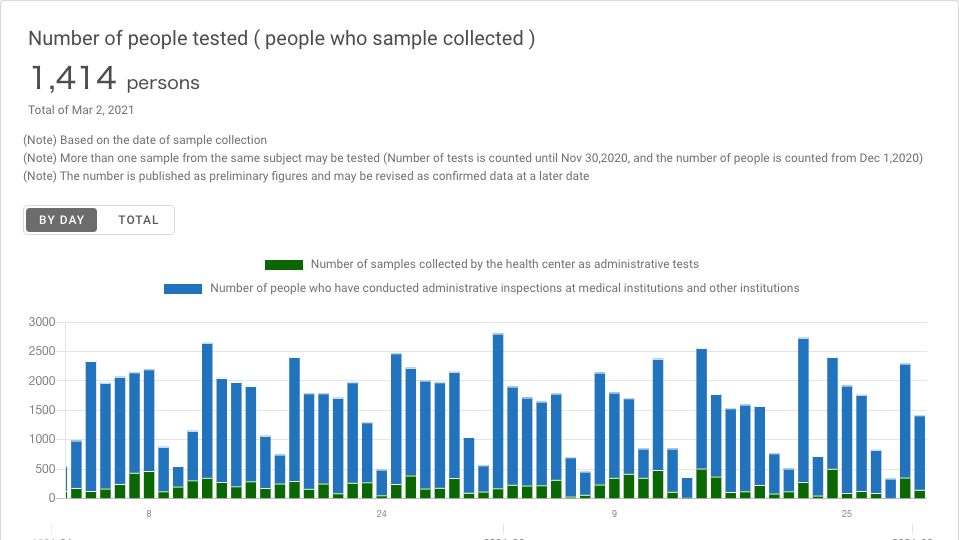 Number of people tested ( people who sample collected )
1,414 persons
Total of Mar 2, 2021
(Note) Based on the date of sample collection
(Note) More than one sample from the same subject may be tested (Number of tests is counted until Nov 30,2020, and the number of people is counted from Dec 1,2020)
(Note) The number is published as preliminary figures and may be revised as confirmed data at a later date
BY DAY TOTAL
Number of samples collected by the health center as administrative tests
Number of people who have conducted administrative inspections at medical institutions and other institutions
3000
2500
2000
1500
1000
500
0
8 24 9 25